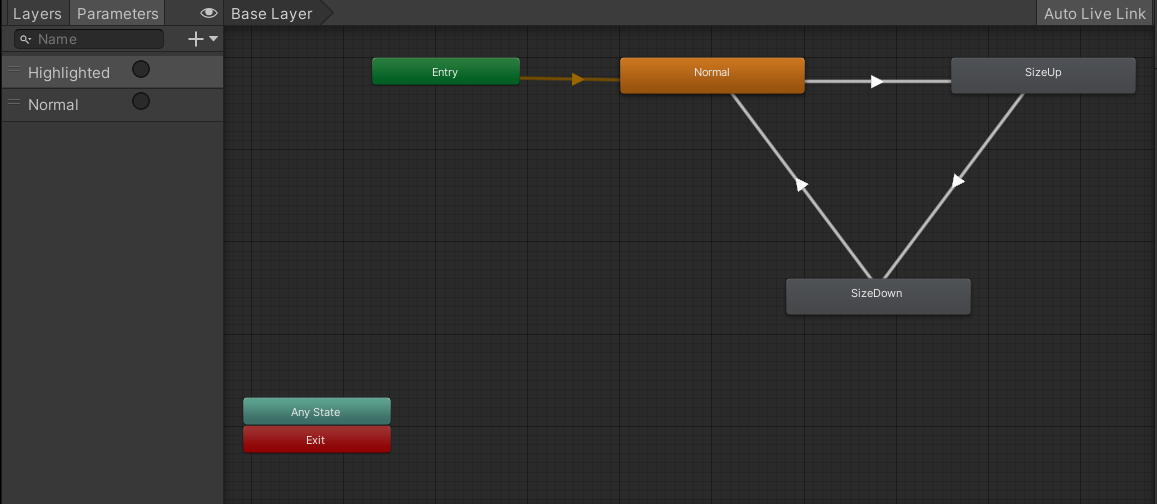 Layers Parameters
Base Layer
Auto Live Link
Name
Highlighted
Normal
Entry
Normal
SizeUp
SizeDown
Any State
Exit